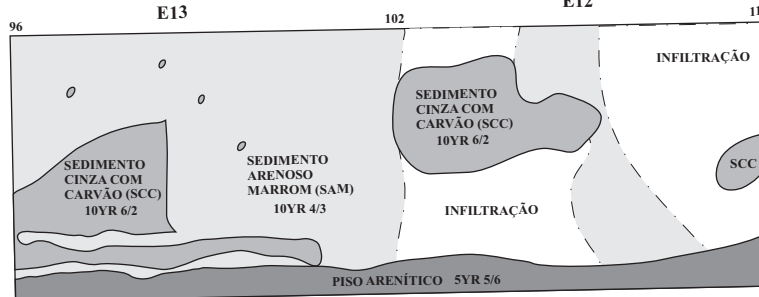 E13
E12
96
102
11
INFILTRAÇÃO
SEDIMENTO
CINZA COM
CARVÃO (SCC)
10YR 6/2
SEDIMENTO
CINZA COM
CARVÃO (SCC)
10YR 6/2
SEDIMENTO
ARENOSO
MARROM (SAM)
10YR 4/3
SCC
INFILTRAÇÃO
PISO ARENÍTICO 5YR 5/6